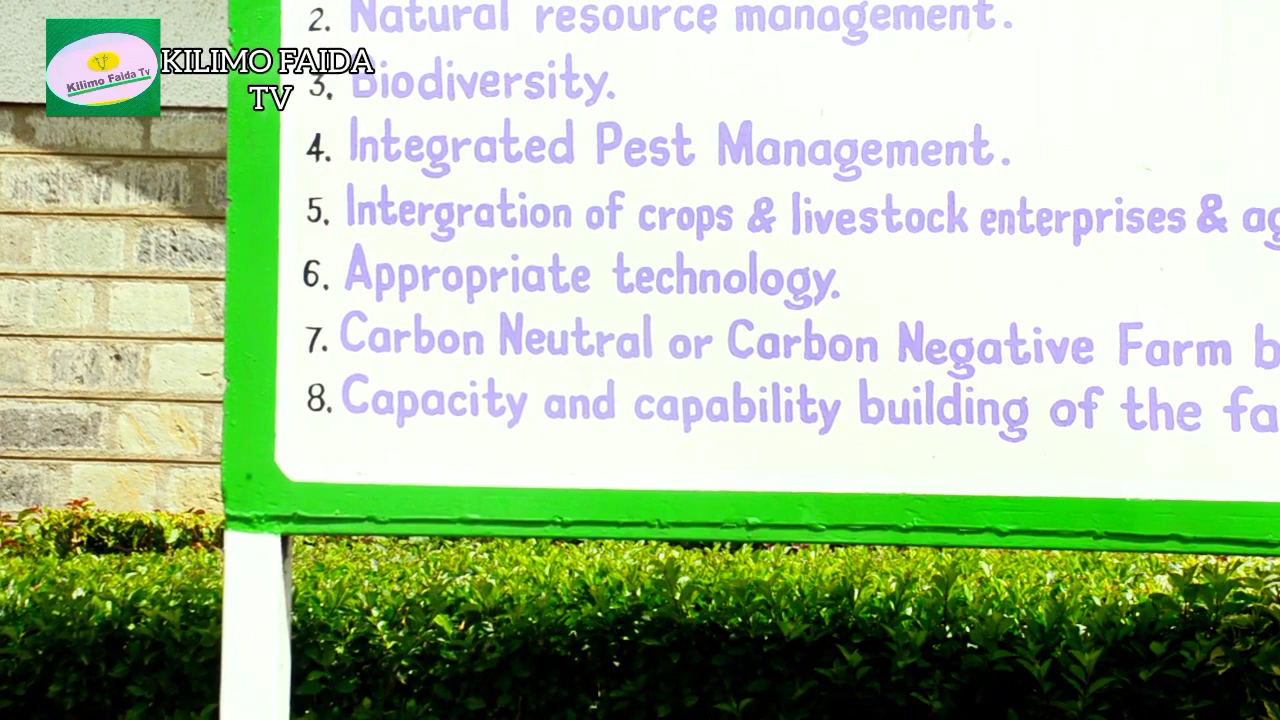 2. Natural resource management.
Kilimo Faida Tv
KILIMO FAIDA
TV
3. Biodiversity.
4. Integrated Pest Management.
5. Intergration of crops & livestock enterprises & ag
6. Appropriate technology.
7. Carbon Neutral or Carbon Negative Farm b
8. Capacity and capability building of the fa